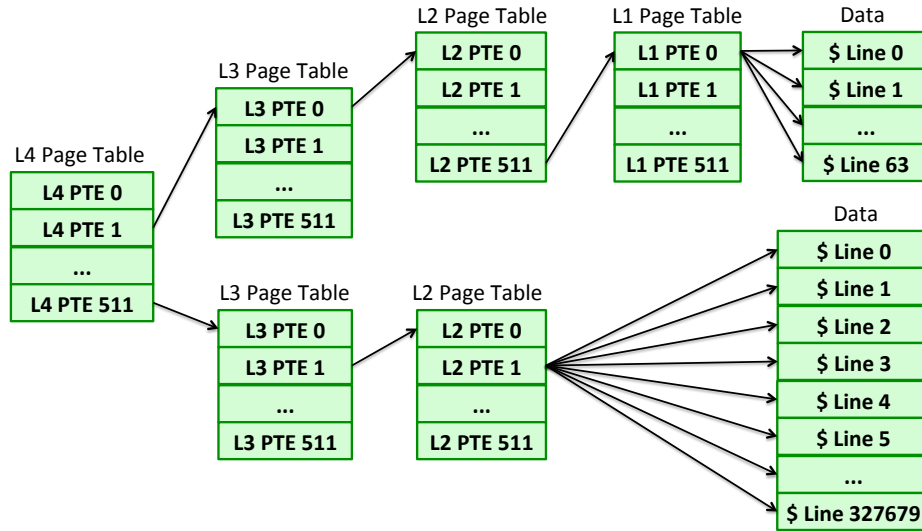 L4 Page Table
L4 PTE 0
L4 PTE 1
...
L4 PTE 511
L3 Page Table
L3 PTE 0
L3 PTE 1
...
L3 PTE 511
L2 Page Table
L2 PTE 0
L2 PTE 1
...
L2 PTE 511
L1 Page Table
L1 PTE 0
L1 PTE 1
...
L1 PTE 511
Data
$ Line 0
$ Line 1
...
$ Line 63
L3 Page Table
L3 PTE 0
L3 PTE 1
...
L3 PTE 511
L2 Page Table
L2 PTE 0
L2 PTE 1
...
L2 PTE 511
Data
$ Line 0
$ Line 1
$ Line 2
$ Line 3
$ Line 4
$ Line 5
...
$ Line 327679